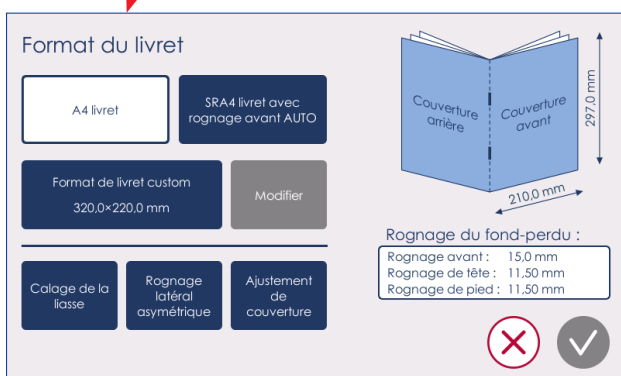 Format du livret
A4 livret
SRA4 livret avec
rognage avant AUTO
Format de livret custom
320,0×220,0 mm
Modifier
Calage de la
liasse
Rognage
latéral
asymétrique
Ajustement
de
couverture
Couverture
arrière
Couverture
avant
297,0 mm
210,0 mm
Rognage du fond-perdu :
Rognage avant : 15,0 mm
Rognage de tête : 11,50 mm
Rognage de pied : 11,50 mm